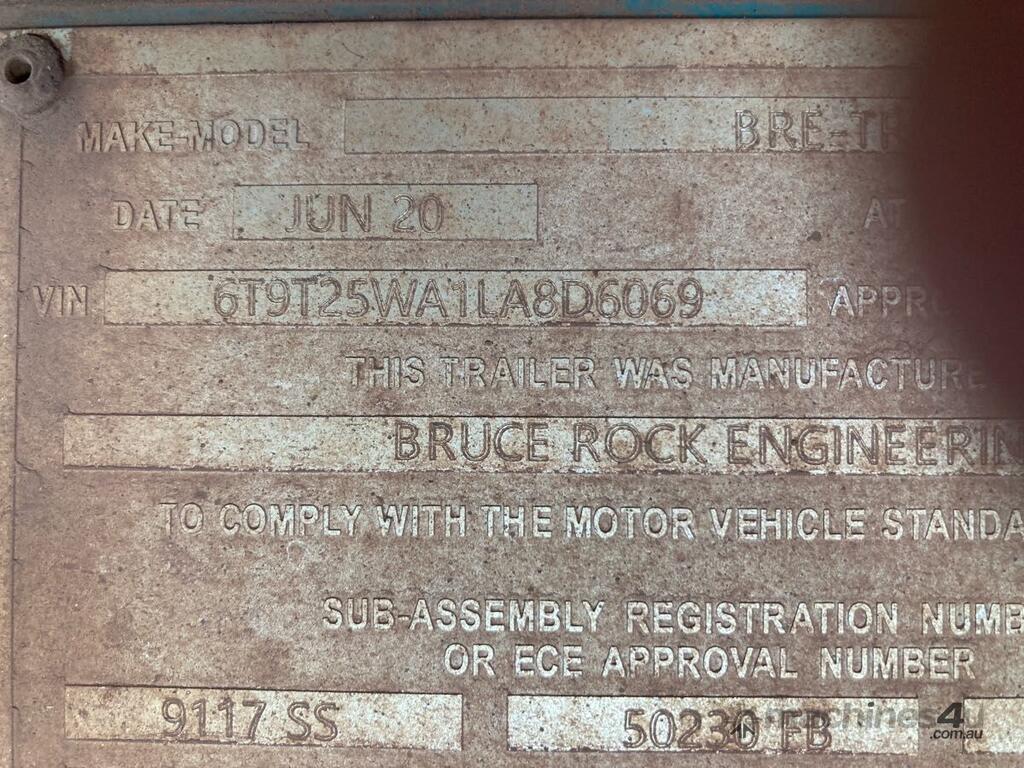 MAKE-MODEL BRE-TR
DATE JUN 20 AT
VIN 6T9T25WA1LA8D6069 APPRO
THIS TRAILER WAS MANUFACTURE
BRUCE ROCK ENGINEERIN
TO COMPLY WITH THE MOTOR VEHICLE STANDA
SUB-ASSEMBLY REGISTRATION NUMB
OR ECE APPROVAL NUMBER
9117 SS 50230 FB
machines4u
.com.au